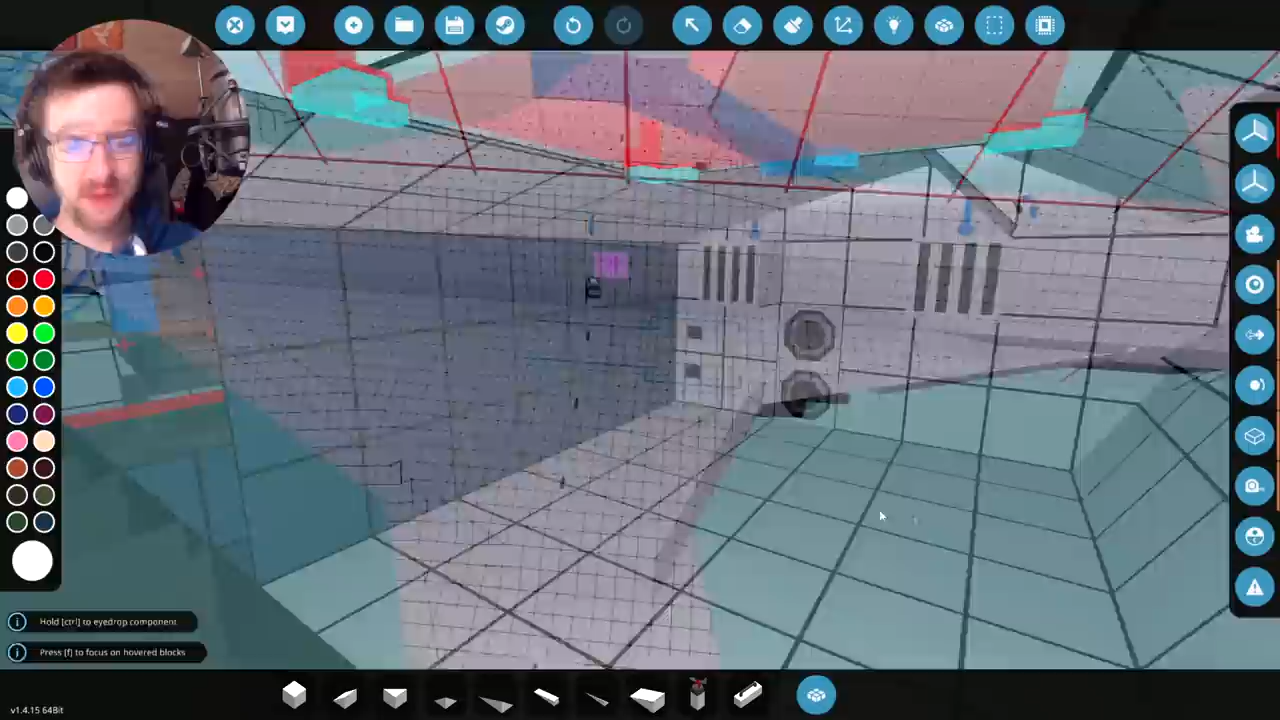 Hold [ctrl] to eyedrop component
Press [f] to focus on hovered blocks
v1.4.15 64Bit